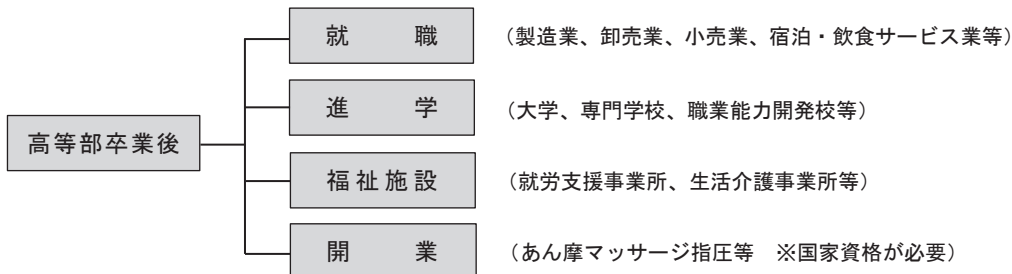 就　職　（製造業、卸売業、小売業、宿泊・飲食サービス業等）
進　学　（大学、専門学校、職業能力開発校等）
高等部卒業後
福祉施設　（就労支援事業所、生活介護事業所等）
開　業　（あん摩マッサージ指圧等　※国家資格が必要）